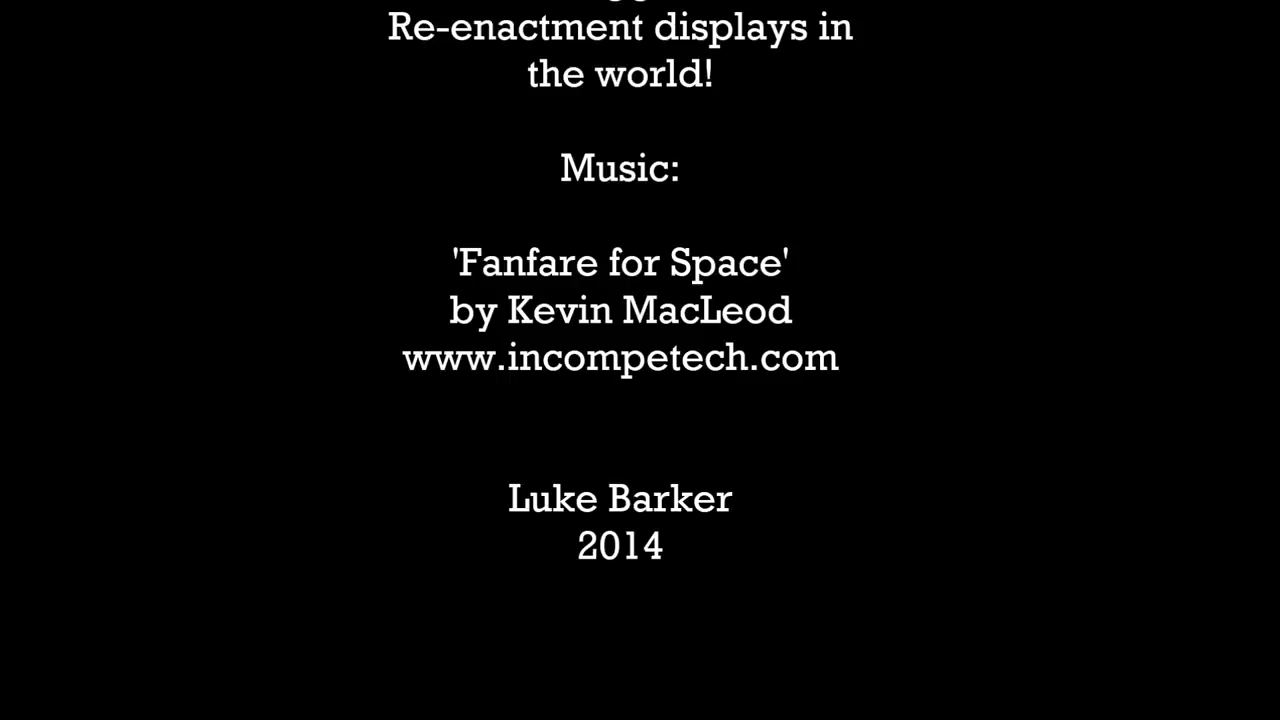 Re-enactment displays in
the world!
Music:
'Fanfare for Space'
by Kevin MacLeod
www.incompetech.com
Luke Barker
2014